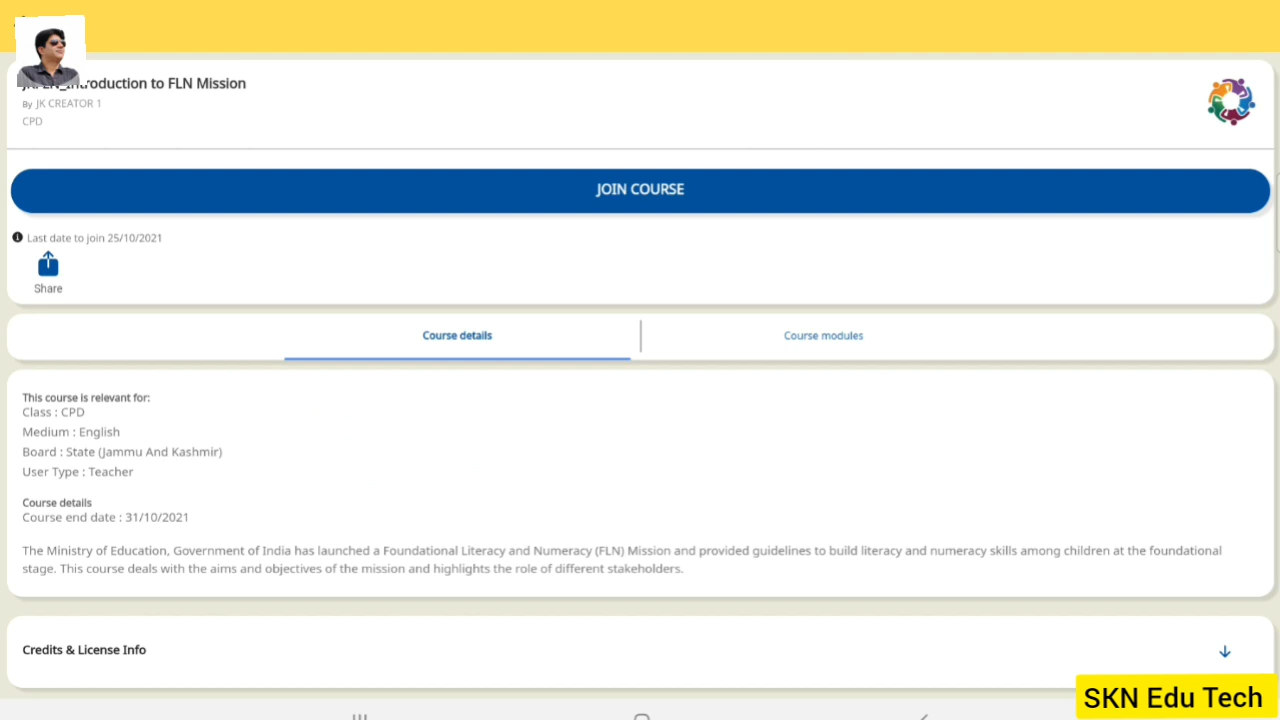 Introduction to FLN Mission
By JK CREATOR 1
CPD
JOIN COURSE
Last date to join 25/10/2021
Share
Course details
Course modules
This course is relevant for:
Class : CPD
Medium : English
Board : State (Jammu And Kashmir)
User Type : Teacher
Course details
Course end date : 31/10/2021
The Ministry of Education, Government of India has launched a Foundational Literacy and Numeracy (FLN) Mission and provided guidelines to build literacy and numeracy skills among children at the foundational
stage. This course deals with the aims and objectives of the mission and highlights the role of different stakeholders.
Credits & License Info
SKN Edu Tech